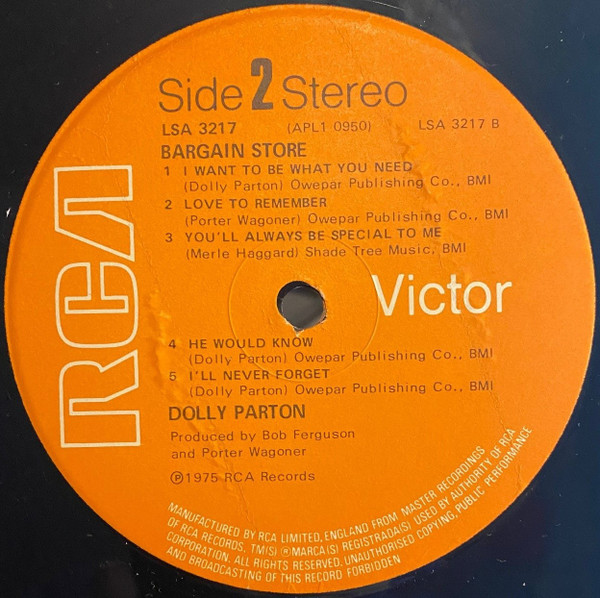 Side 2 Stereo
LSA 3217 (APL1 0950) LSA 3217 B
BARGAIN STORE
1 I WANT TO BE WHAT YOU NEED
(Dolly Parton) Owepar Publishing Co., BMI
2 LOVE TO REMEMBER
(Porter Wagoner) Owepar Publishing Co., BMI
3 YOU'LL ALWAYS BE SPECIAL TO ME
(Merle Haggard) Shade Tree Music, BMI
RCA
Victor
4 HE WOULD KNOW
(Dolly Parton) Owepar Publishing Co., BMI
5 I'LL NEVER FORGET
(Dolly Parton) Owepar Publishing Co., BMI
DOLLY PARTON
Produced by Bob Ferguson
and Porter Wagoner
℗1975 RCA Records
MANUFACTURED BY RCA LIMITED, ENGLAND FROM MASTER RECORDINGS
OF RCA RECORDS. TM(S) ® MARCA(S) REGISTRADA(S) USED BY AUTHORITY OF RCA
CORPORATION. ALL RIGHTS RESERVED. UNAUTHORISED COPYING, PUBLIC PERFORMANCE
AND BROADCASTING OF THIS RECORD FORBIDDEN